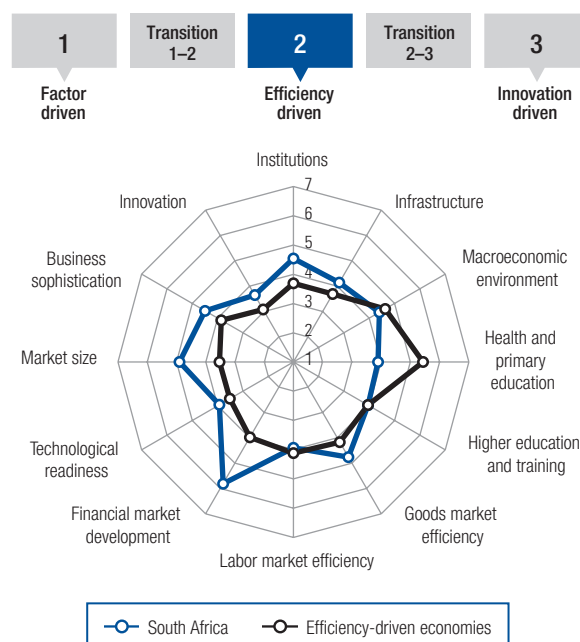 1
Transition
1–2
2
Transition
2–3
3
Factor
driven
Efficiency
driven
Innovation
driven
Institutions
Infrastructure
Macroeconomic
environment
Health and
primary
education
Higher education
and training
Goods market
efficiency
Labor market efficiency
Financial market
development
Technological
readiness
Market size
Business
sophistication
Innovation
7
6
5
4
3
2
1
South Africa
Efficiency-driven economies